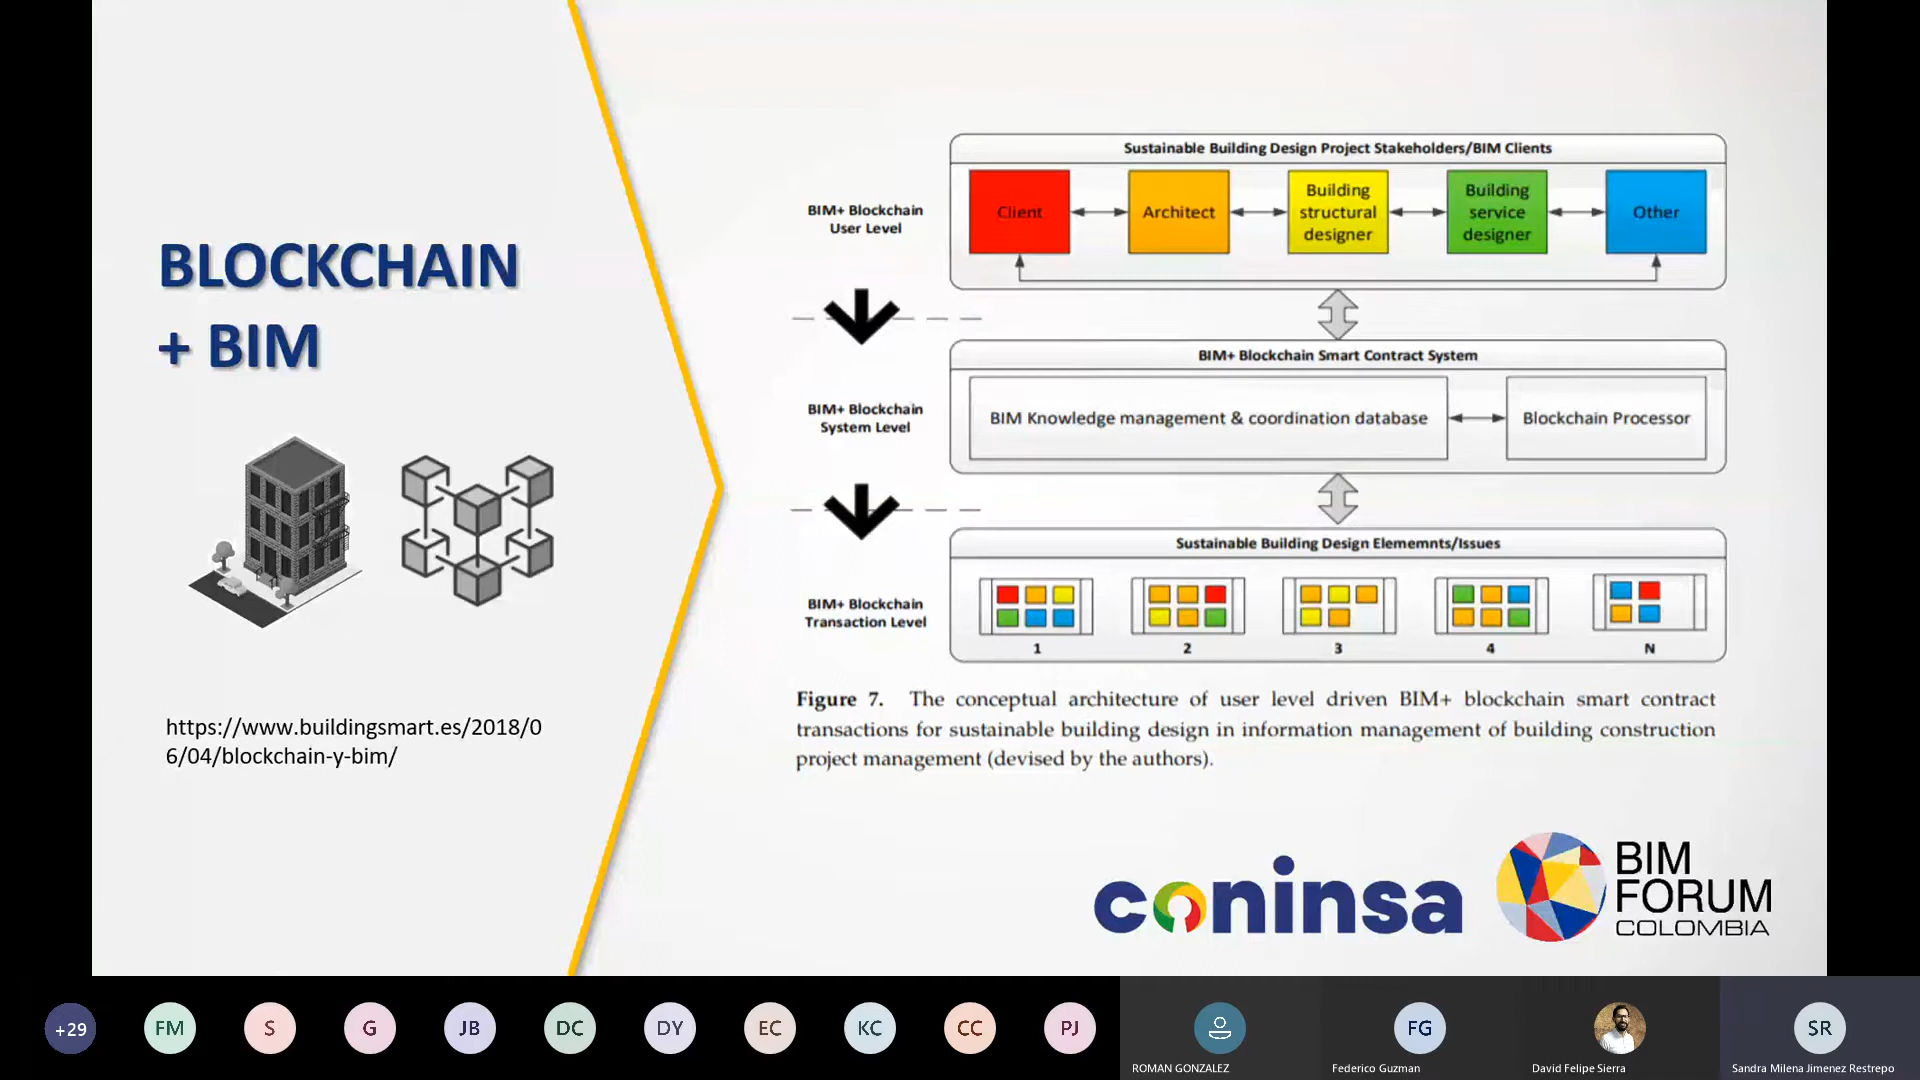 BLOCKCHAIN
+ BIM
https://www.buildingsmart.es/2018/0
6/04/blockchain-y-bim/
Sustainable Building Design Project Stakeholders/BIM Clients
BIM+ Blockchain
User Level
Client
Architect
Building
structural
designer
Building
service
designer
Other
BIM+ Blockchain Smart Contract System
BIM+ Blockchain
System Level
BIM Knowledge management & coordination database
Blockchain Processor
Sustainable Building Design Elememnts/Issues
BIM+ Blockchain
Transaction Level
1
2
3
4
N
Figure 7. The conceptual architecture of user level driven BIM+ blockchain smart contract
transactions for sustainable building design in information management of building construction
project management (devised by the authors).
coninsa
BIM
FORUM
COLOMBIA
+29
FM
S
G
JB
DC
DY
EC
KC
CC
PJ
ROMAN GONZALEZ
FG
Federico Guzman
David Felipe Sierra
SR
Sandra Milena Jimenez Restrepo